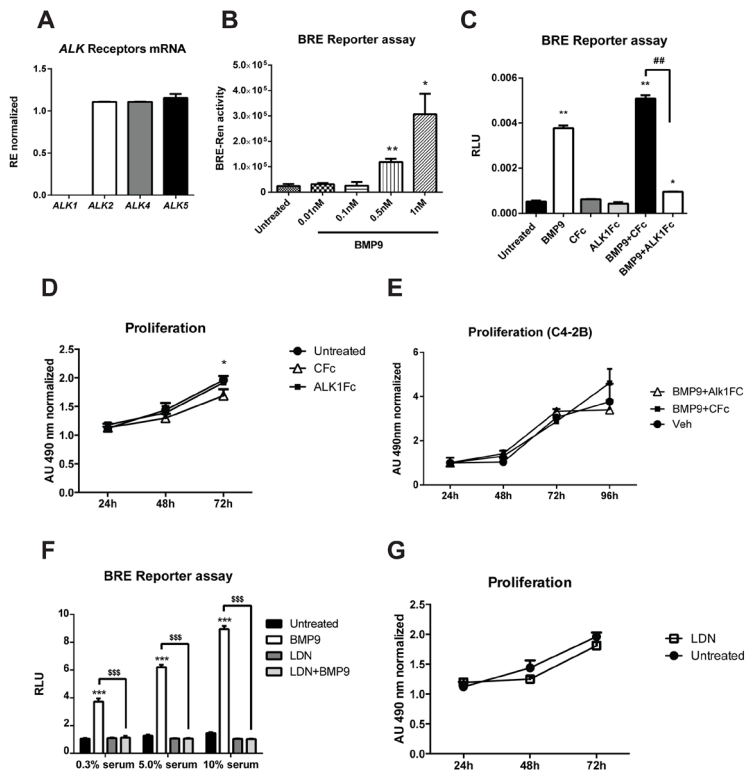 A
ALK Receptors mRNA
RE normalized
1.5
1.0
0.5
0.0
ALK1 ALK2 ALK4 ALK5
B
BRE Reporter assay
BRE-Ren activity
5.0×10⁵
4.0×10⁵
3.0×10⁵
2.0×10⁵
1.0×10⁵
0
*
**
Untreated 0.01nM 0.1nM 0.5nM 1nM
BMP9
C
BRE Reporter assay
RLU
0.006
0.004
0.002
0.000
##
**
**
*
Untreated BMP9 CFc ALK1Fc BMP9+CFc BMP9+ALK1Fc
D
Proliferation
AU 490 nm normalized
2.5
2.0
1.5
1.0
0.5
0.0
*
24h 48h 72h
Untreated
CFc
ALK1Fc
E
Proliferation (C4-2B)
AU 490nm normalized
6
4
2
0
24h 48h 72h 96h
BMP9+Alk1FC
BMP9+CFc
Veh
F
BRE Reporter assay
RLU
10
8
6
4
2
0
$$$
***
$$$
***
$$$
***
0.3% serum 5.0% serum 10% serum
Untreated
BMP9
LDN
LDN+BMP9
G
Proliferation
AU 490 nm normalized
2.5
2.0
1.5
1.0
0.5
0.0
24h 48h 72h
LDN
Untreated